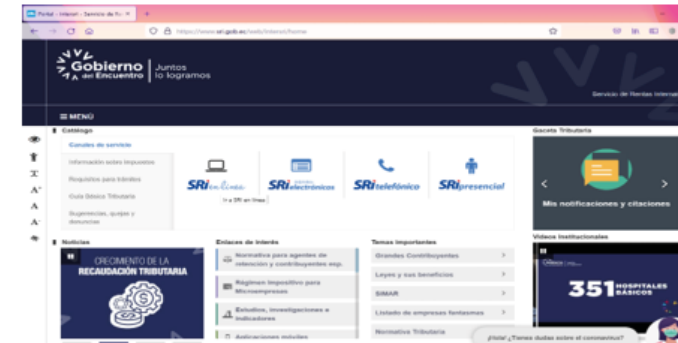 Portal - Interort - Servicio de
https://www.sri.gob.ec/web/intersri/home
Gobierno
del Encuentro
Juntos
lo logramos
Servicio de Rentas Internas
MENÚ
Catálogo
Canales de servicio
Información sobre impuestos
Requisitos para trámites
Guía Básica Tributaria
Sugerencias, quejas y
denuncias
SRi en línea
SRi electrónicos
SRi telefónico
SRi presencial
Ir a SRI en línea
Gaceta Tributaria
Mis notificaciones y citaciones
Noticias
CRECIMIENTO DE LA
RECAUDACIÓN TRIBUTARIA
Enlaces de interés
Normativa para agentes de
retención y contribuyentes esp.
Régimen Impositivo para
Microempresas
Estudios, investigaciones e
indicadores
Aplicaciones móviles
Temas importantes
Grandes Contribuyentes
Leyes y sus beneficios
SIMAR
Listado de empresas fantasmas
Normativa Tributaria
Videos institucionales
351 HOSPITALES
BÁSICOS
¡Hola! ¿Tienes dudas sobre el coronavirus?